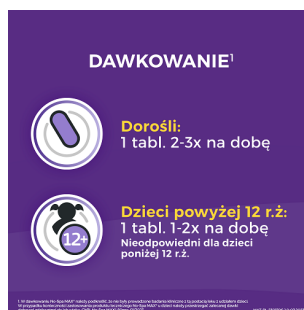 DAWKOWANIE¹
Dorośli:
1 tabl. 2-3x na dobę
12+
Dzieci powyżej 12 r.ż:
1 tabl. 1-2x na dobę
Nieodpowiedni dla dzieci
poniżej 12 r.ż.